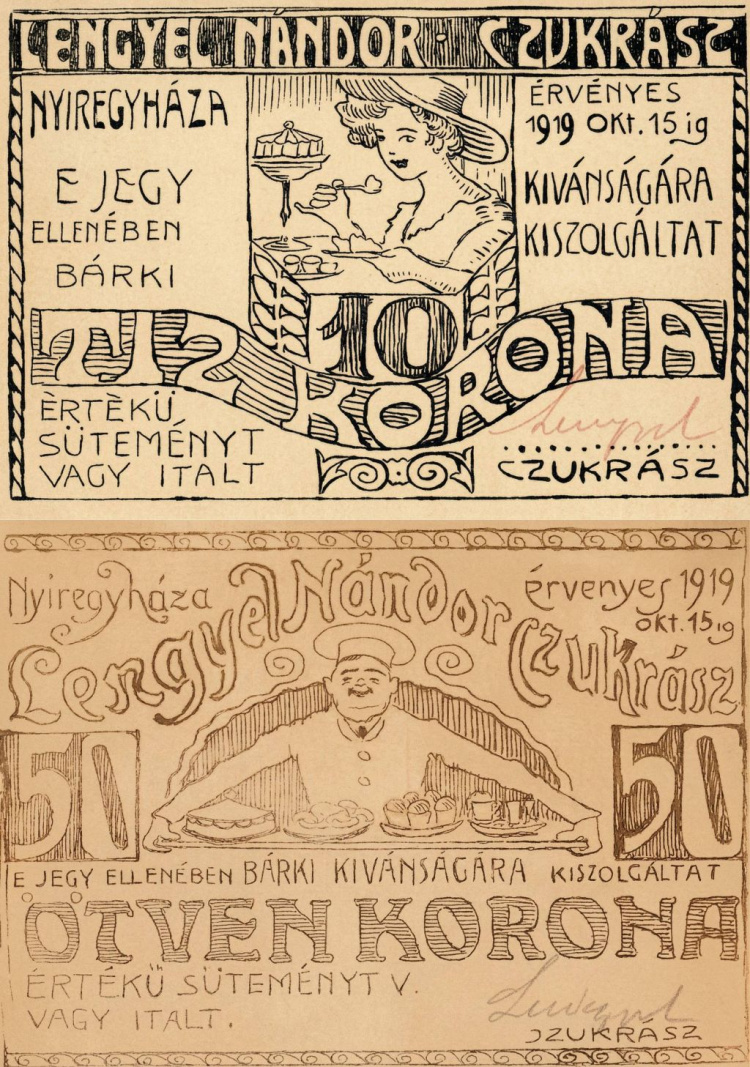 LENGYEL NÁNDOR · CZUKRÁSZ
NYIREGYHÁZA
E JEGY
ELLENÉBEN
BÁRKI
ÉRVÉNYES
1919 OKt. 15 ig
KIVÁNSÁGÁRA
KISZOLGÁLTAT
10
TIZ KORONA
ÈRTÈKÜ
SÜTEMÉNYT
VAGY ITALT
CZUKRÁSZ
Nyiregyháza
érvenyes 1919
okt. 15 ig
Lengyel Nándor Czukrász
50
50
E JEGY ELLENÉBEN BÁRKI KIVÁNSÁGÁRA KISZOLGÁLTAT
ÖTVEN KORONA
ÉRTÉKÜ SÜTEMÉNYT V.
VAGY ITALT.
CZUKRÁSZ